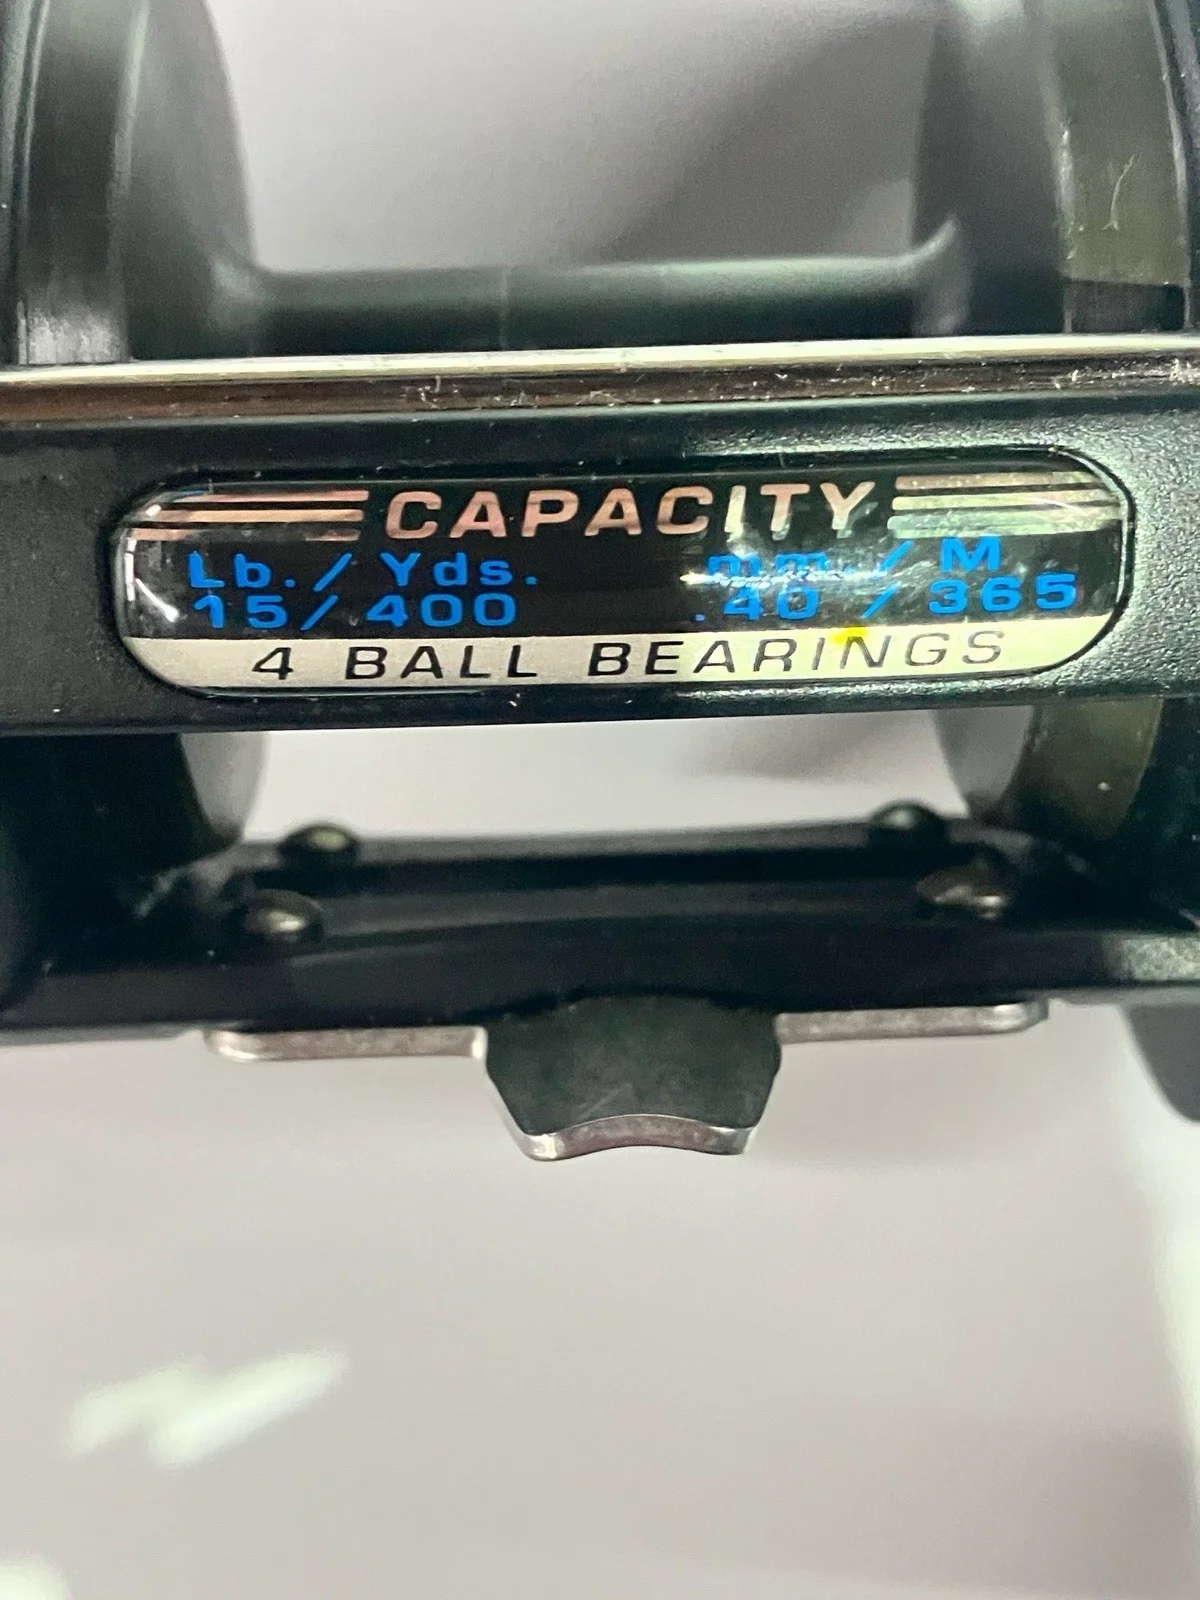 CAPACITY
Lb./Yds. mm./M
15/400 .40/365
4 BALL BEARINGS